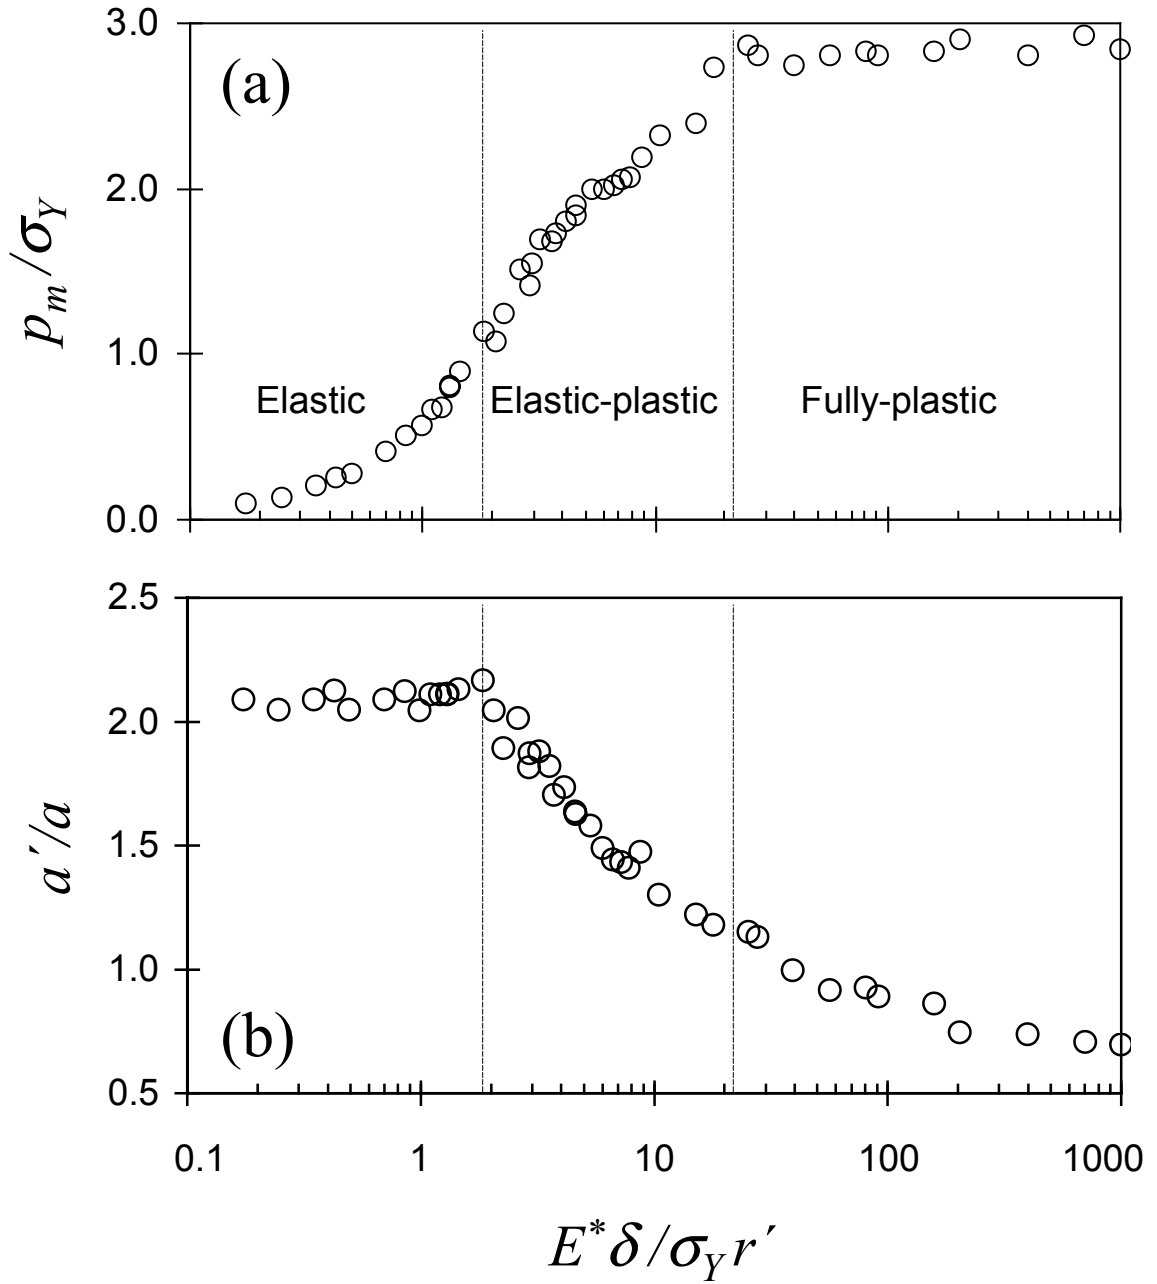 3.0
(a)
2.0
p_m/σ_Y
1.0
Elastic Elastic-plastic Fully-plastic
0.0
2.5
2.0
a´/a
1.5
1.0
(b)
0.5
0.1 1 10 100 1000
E*δ/σ_Y r´